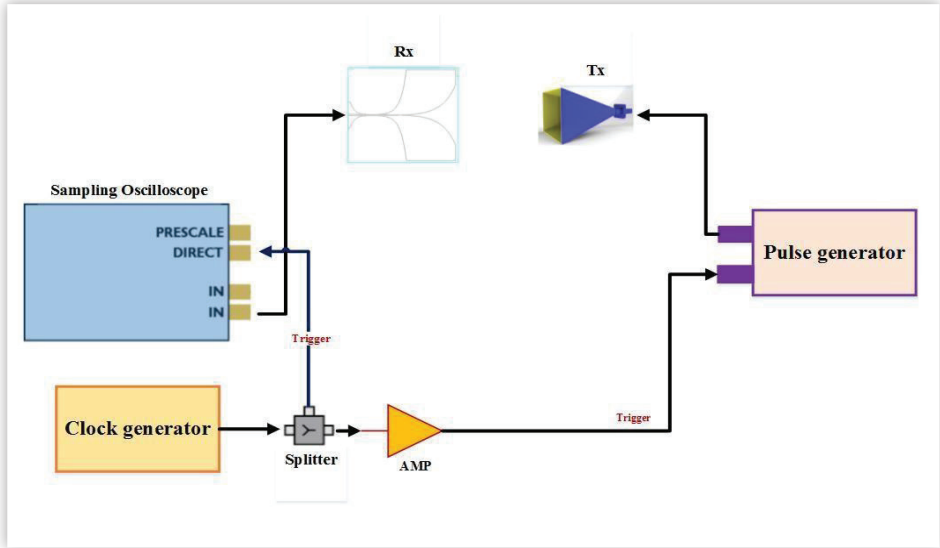 Rx
Tx
Sampling Oscilloscope
PRESCALE
DIRECT
IN
IN
Pulse generator
Trigger
Clock generator
Trigger
Splitter
AMP